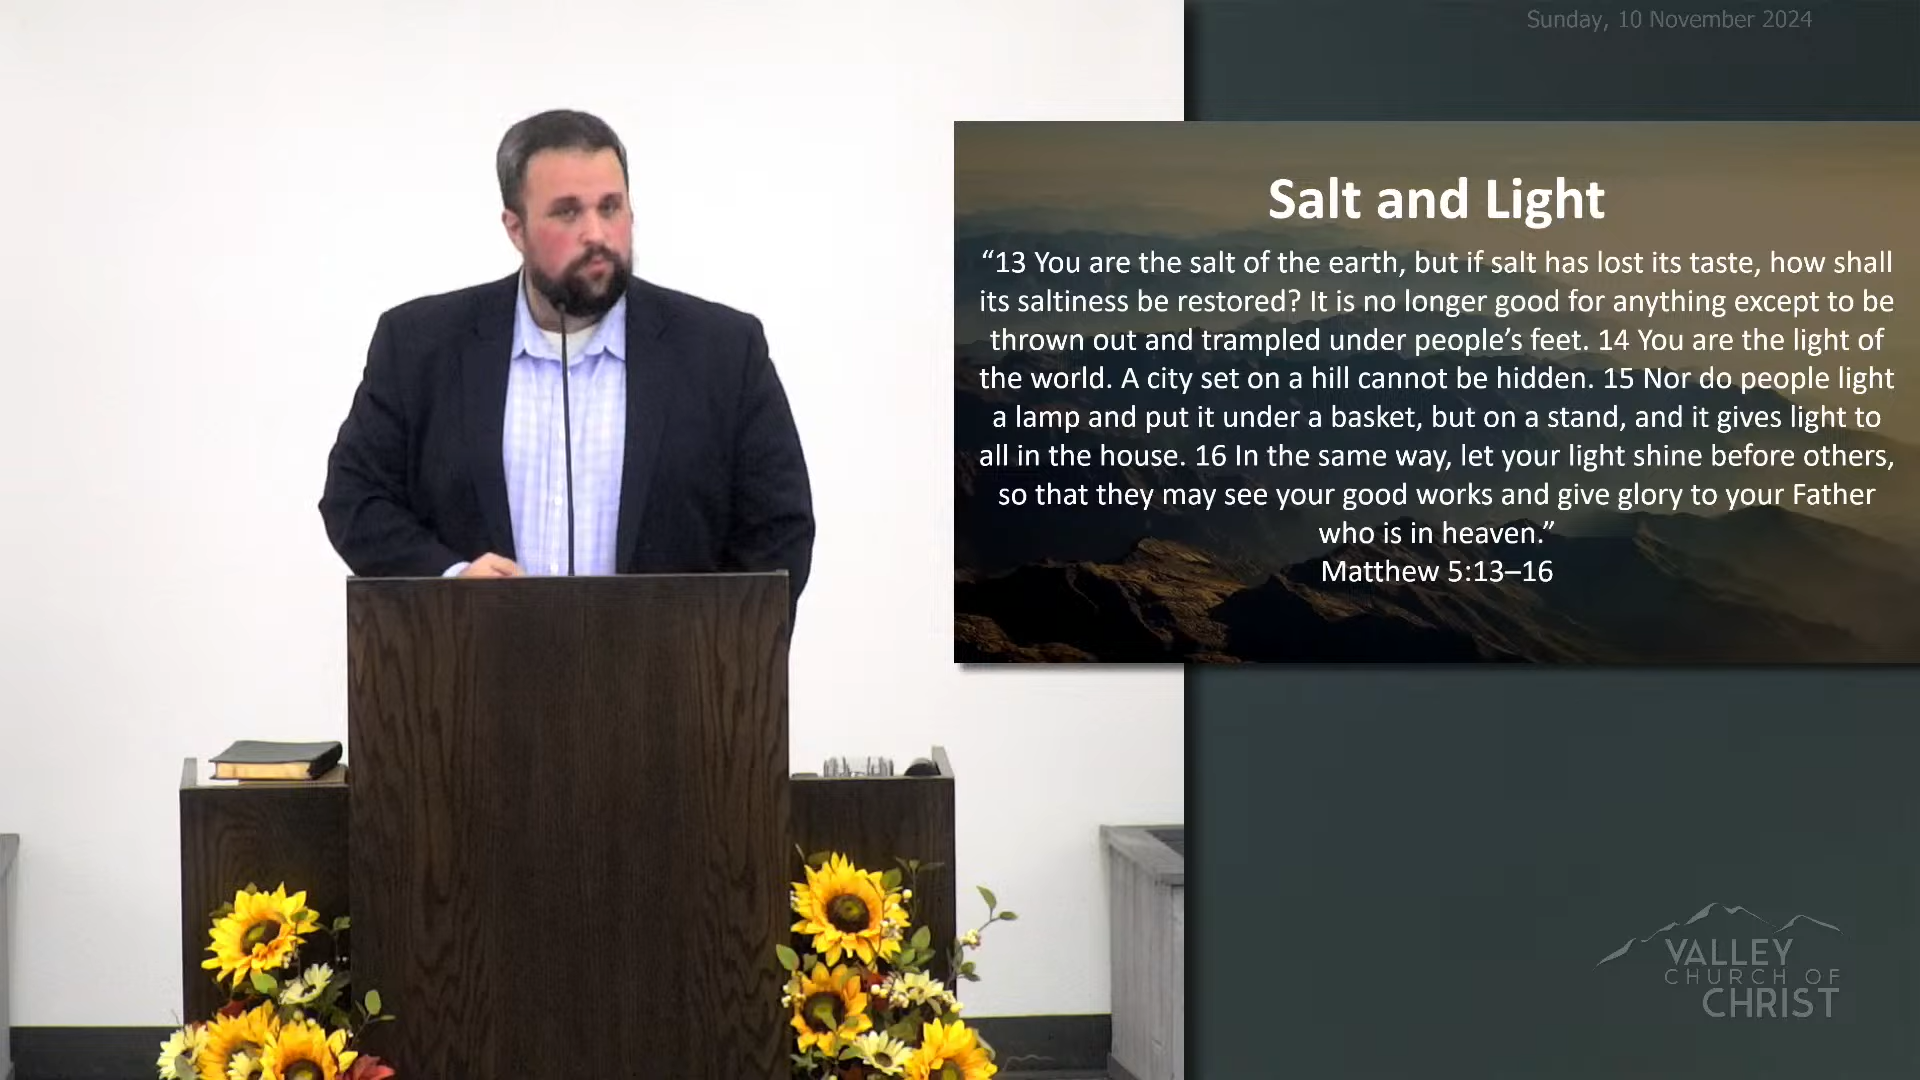 Sunday, 10 November 2024
Salt and Light
“13 You are the salt of the earth, but if salt has lost its taste, how shall
its saltiness be restored? It is no longer good for anything except to be
thrown out and trampled under people’s feet. 14 You are the light of
the world. A city set on a hill cannot be hidden. 15 Nor do people light
a lamp and put it under a basket, but on a stand, and it gives light to
all in the house. 16 In the same way, let your light shine before others,
so that they may see your good works and give glory to your Father
who is in heaven.”
Matthew 5:13–16
VALLEY
CHURCH OF
CHRIST